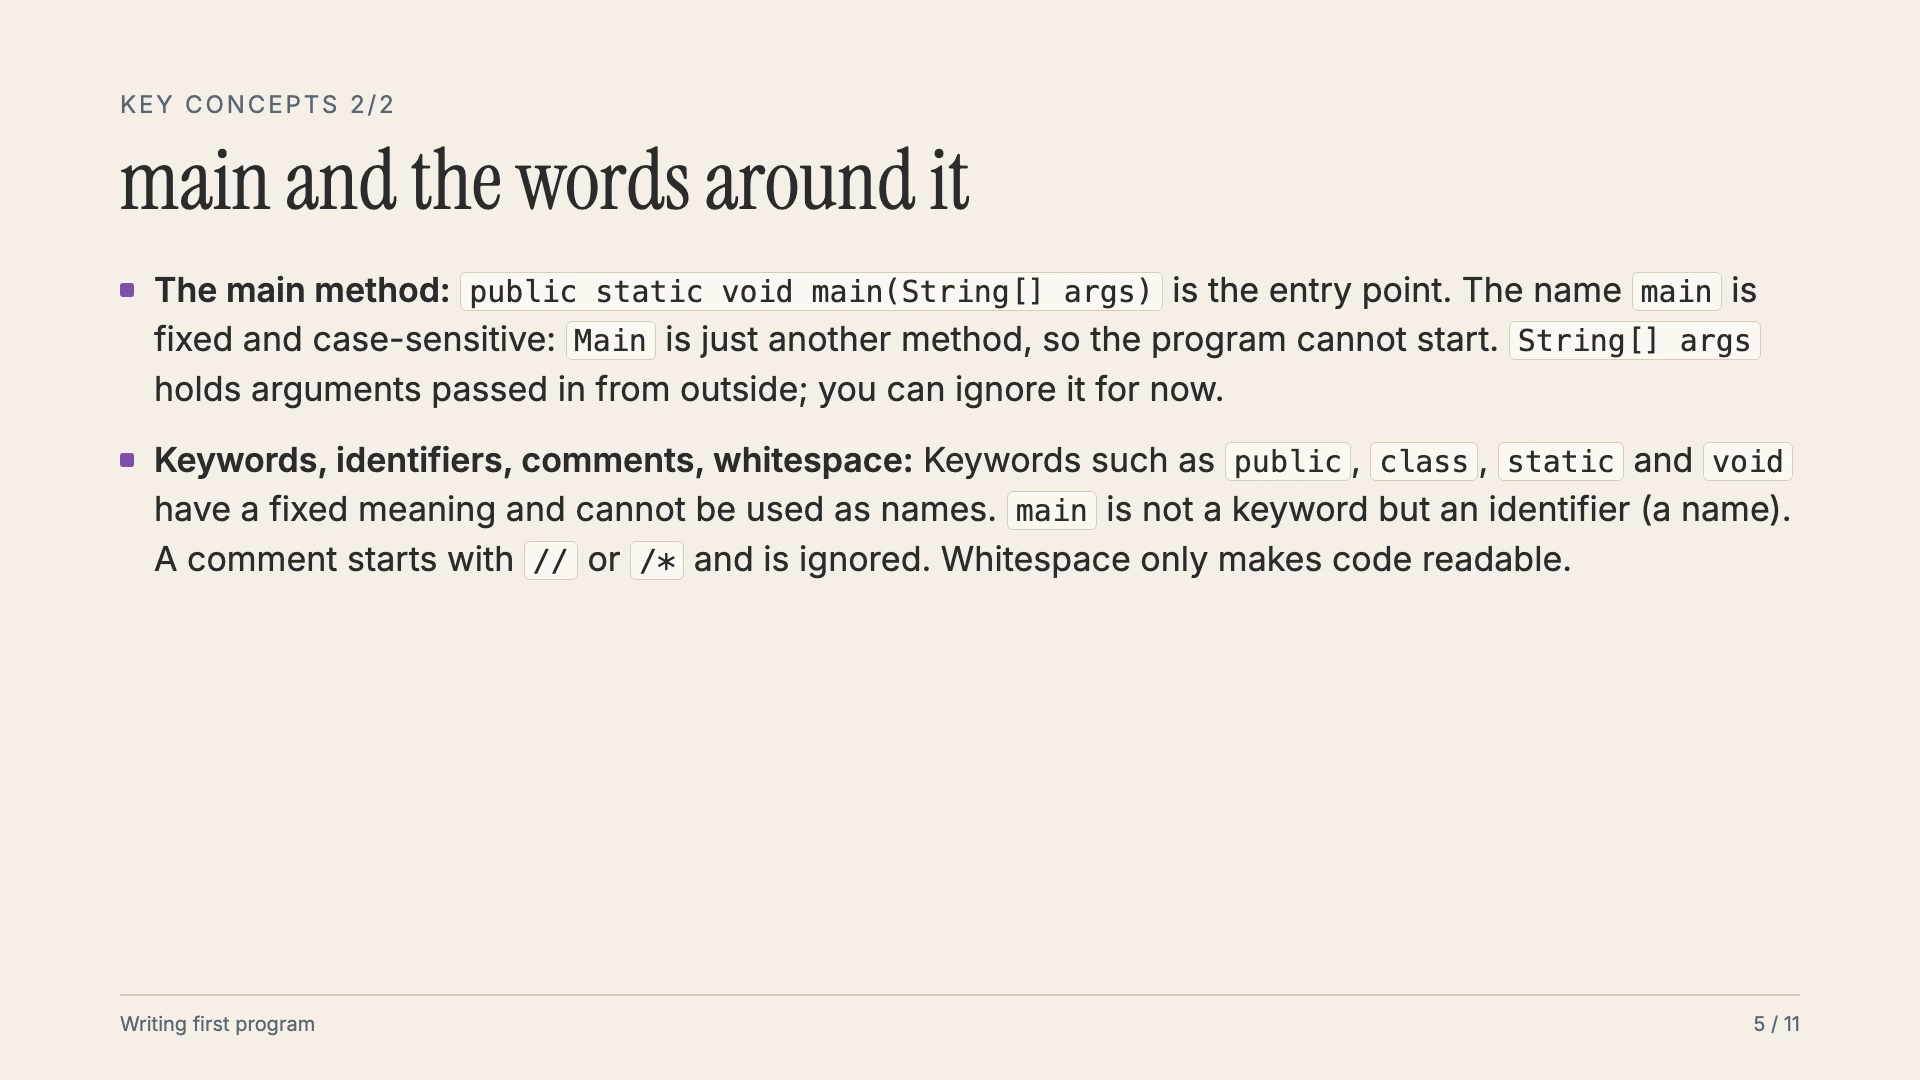 KEY CONCEPTS 2/2
main and the words around it
The main method: public static void main(String[] args) is the entry point. The name main is
fixed and case-sensitive: Main is just another method, so the program cannot start. String[] args
holds arguments passed in from outside; you can ignore it for now.
Keywords, identifiers, comments, whitespace: Keywords such as public, class, static and void
have a fixed meaning and cannot be used as names. main is not a keyword but an identifier (a name).
A comment starts with // or /* and is ignored. Whitespace only makes code readable.
Writing first program
5 / 11